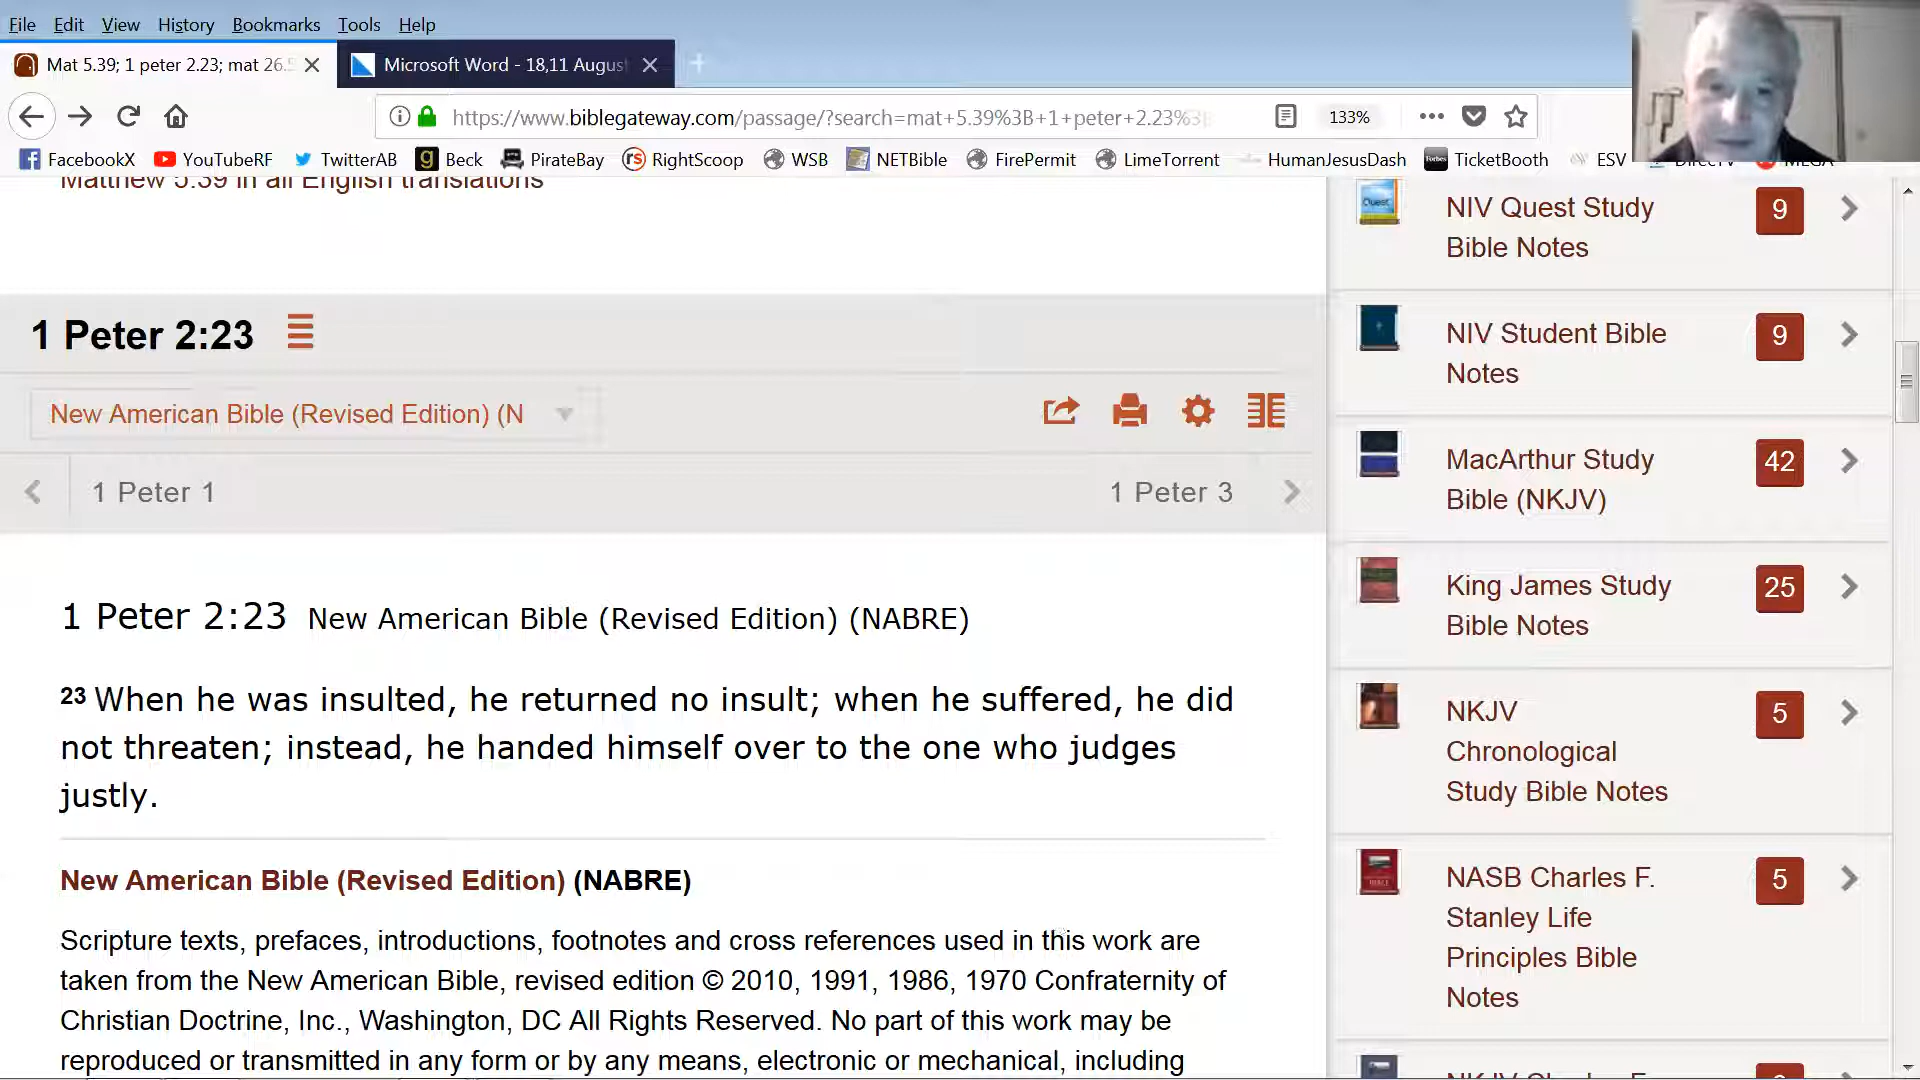 File Edit View History Bookmarks Tools Help
Mat 5.39; 1 peter 2.23; mat 26.5
Microsoft Word - 18,11 Augus
https://www.biblegateway.com/passage/?search=mat+5.39%3B+1+peter+2.23%3
133%
FacebookX YouTubeRF TwitterAB Beck PirateBay RightScoop WSB NETBible FirePermit LimeTorrent HumanJesusDash TicketBooth ESV DirecTV MEGA
Matthew 5:39 in all English translations
1 Peter 2:23
New American Bible (Revised Edition) (N
1 Peter 1
1 Peter 3
1 Peter 2:23 New American Bible (Revised Edition) (NABRE)
23 When he was insulted, he returned no insult; when he suffered, he did
not threaten; instead, he handed himself over to the one who judges
justly.
New American Bible (Revised Edition) (NABRE)
Scripture texts, prefaces, introductions, footnotes and cross references used in this work are
taken from the New American Bible, revised edition © 2010, 1991, 1986, 1970 Confraternity of
Christian Doctrine, Inc., Washington, DC All Rights Reserved. No part of this work may be
reproduced or transmitted in any form or by any means, electronic or mechanical, including
NIV Quest Study
Bible Notes
9
NIV Student Bible
Notes
9
MacArthur Study
Bible (NKJV)
42
King James Study
Bible Notes
25
NKJV
Chronological
Study Bible Notes
5
NASB Charles F.
Stanley Life
Principles Bible
Notes
5